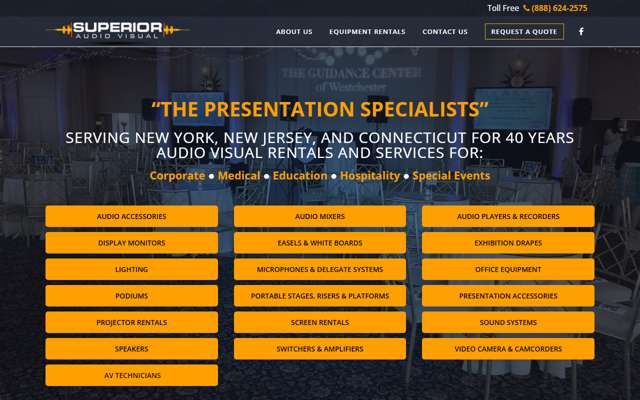 Toll Free (888) 624-2575
SUPERIOR
AUDIO VISUAL
ABOUT US
EQUIPMENT RENTALS
CONTACT US
REQUEST A QUOTE
THE GUIDANCE CENTER
of Westchester
“THE PRESENTATION SPECIALISTS”
SERVING NEW YORK, NEW JERSEY, AND CONNECTICUT FOR 40 YEARS
AUDIO VISUAL RENTALS AND SERVICES FOR:
Corporate ● Medical ● Education ● Hospitality ● Special Events
AUDIO ACCESSORIES
AUDIO MIXERS
AUDIO PLAYERS & RECORDERS
DISPLAY MONITORS
EASELS & WHITE BOARDS
EXHIBITION DRAPES
LIGHTING
MICROPHONES & DELEGATE SYSTEMS
OFFICE EQUIPMENT
PODIUMS
PORTABLE STAGES, RISERS & PLATFORMS
PRESENTATION ACCESSORIES
PROJECTOR RENTALS
SCREEN RENTALS
SOUND SYSTEMS
SPEAKERS
SWITCHERS & AMPLIFIERS
VIDEO CAMERA & CAMCORDERS
AV TECHNICIANS